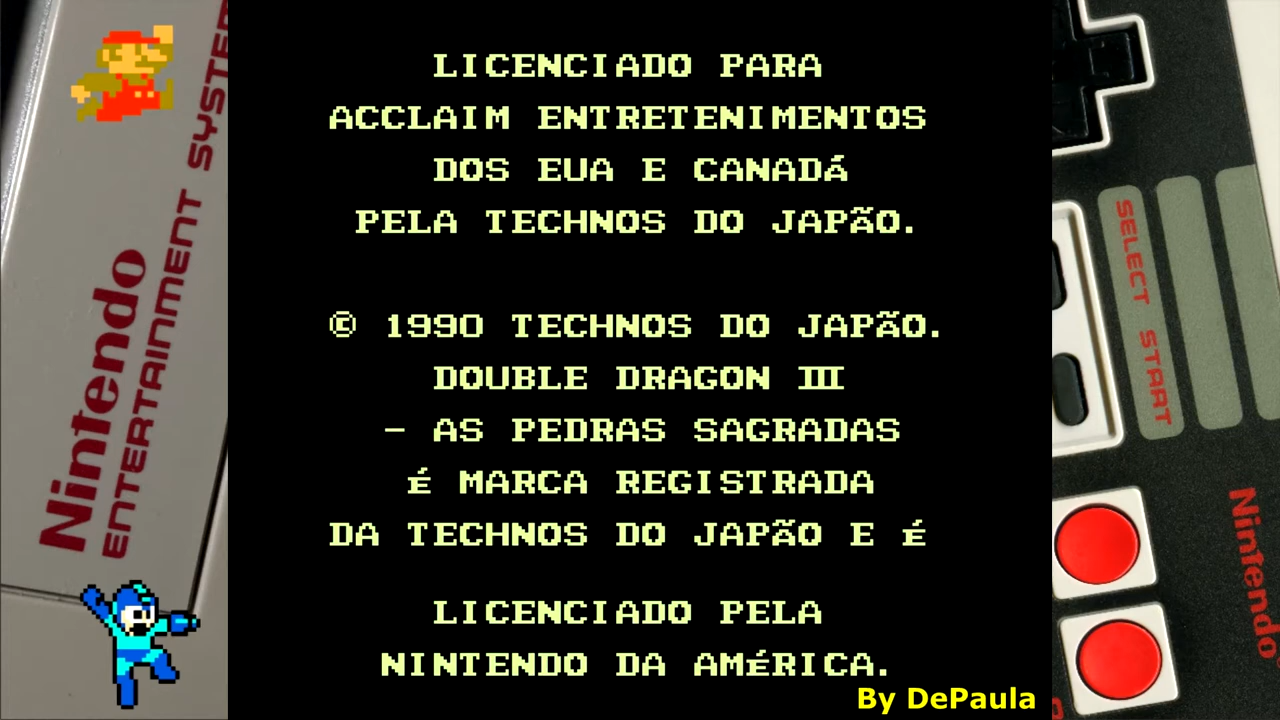 LICENCIADO PARA
ACCLAIM ENTRETENIMENTOS
DOS EUA E CANADÁ
PELA TECHNOS DO JAPÃO.
© 1990 TECHNOS DO JAPÃO.
DOUBLE DRAGON III
- AS PEDRAS SAGRADAS
É MARCA REGISTRADA
DA TECHNOS DO JAPÃO E É
LICENCIADO PELA
NINTENDO DA AMÉRICA.
By DePaula
Nintendo
ENTERTAINMENT SYSTEM
SELECT START
Nintendo